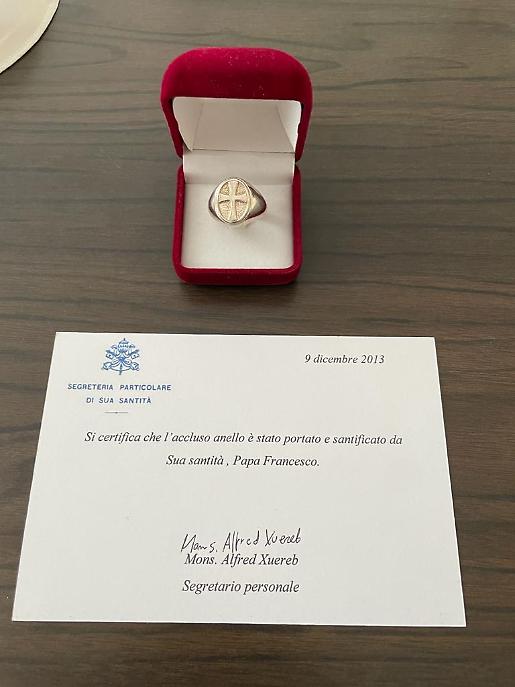 SEGRETERIA PARTICOLARE
DI SUA SANTITÀ
9 dicembre 2013
Si certifica che l'accluso anello è stato portato e santificato da
Sua santità , Papa Francesco.
Mons. Alfred Xuereb
Mons. Alfred Xuereb
Segretario personale